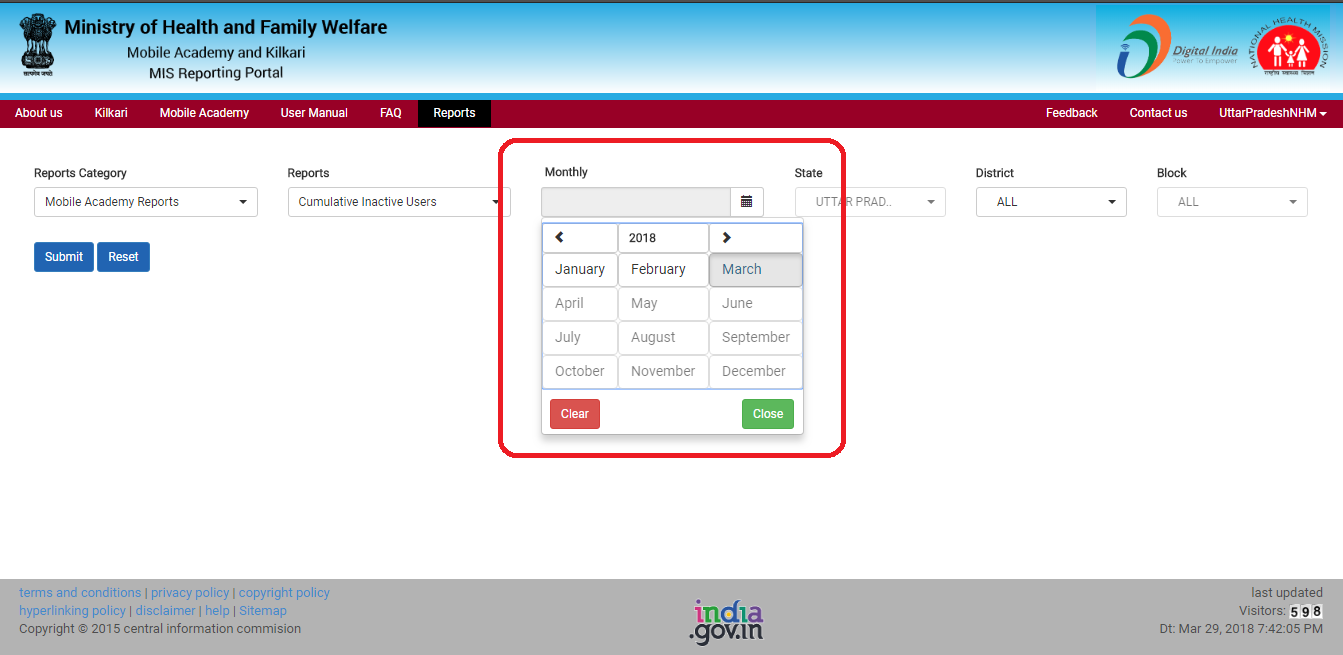 Ministry of Health and Family Welfare
Mobile Academy and Kilkari
MIS Reporting Portal
सत्यमेव जयते
Digital India
Power To Empower
NATIONAL HEALTH MISSION
राष्ट्रीय स्वास्थ्य मिशन
About us Kilkari Mobile Academy User Manual FAQ Reports Feedback Contact us UttarPradeshNHM
Reports Category Reports Monthly State District Block
Mobile Academy Reports Cumulative Inactive Users UTTAR PRAD.. ALL ALL
Submit Reset
2018
January February March
April May June
July August September
October November December
Clear Close
terms and conditions | privacy policy | copyright policy
hyperlinking policy | disclaimer | help | Sitemap
Copyright © 2015 central information commision
india
.gov.in
last updated
Visitors: 598
Dt: Mar 29, 2018 7:42:05 PM